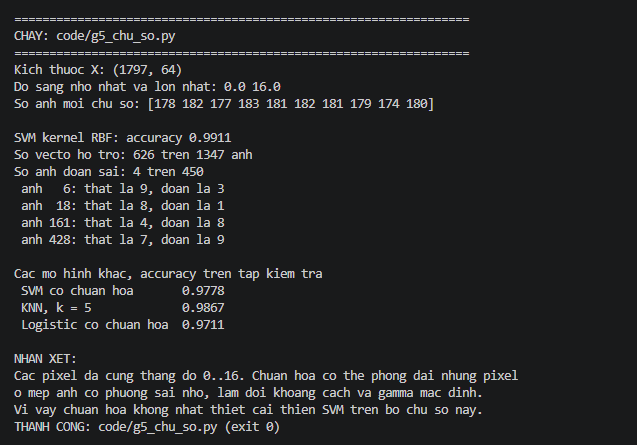 =================================================================
CHAY: code/g5_chu_so.py
=================================================================
Kich thuoc X: (1797, 64)
Do sang nho nhat va lon nhat: 0.0 16.0
So anh moi chu so: [178 182 177 183 181 182 181 179 174 180]

SVM kernel RBF: accuracy 0.9911
So vecto ho tro: 626 tren 1347 anh
So anh doan sai: 4 tren 450
 anh   6: that la 9, doan la 3
 anh  18: that la 8, doan la 1
 anh 161: that la 4, doan la 8
 anh 428: that la 7, doan la 9

Cac mo hinh khac, accuracy tren tap kiem tra
 SVM co chuan hoa       0.9778
 KNN, k = 5             0.9867
 Logistic co chuan hoa  0.9711

NHAN XET:
Cac pixel da cung thang do 0..16. Chuan hoa co the phong dai nhung pixel
o mep anh co phuong sai nho, lam doi khoang cach va gamma mac dinh.
Vi vay chuan hoa khong nhat thiet cai thien SVM tren bo chu so nay.
THANH CONG: code/g5_chu_so.py (exit 0)